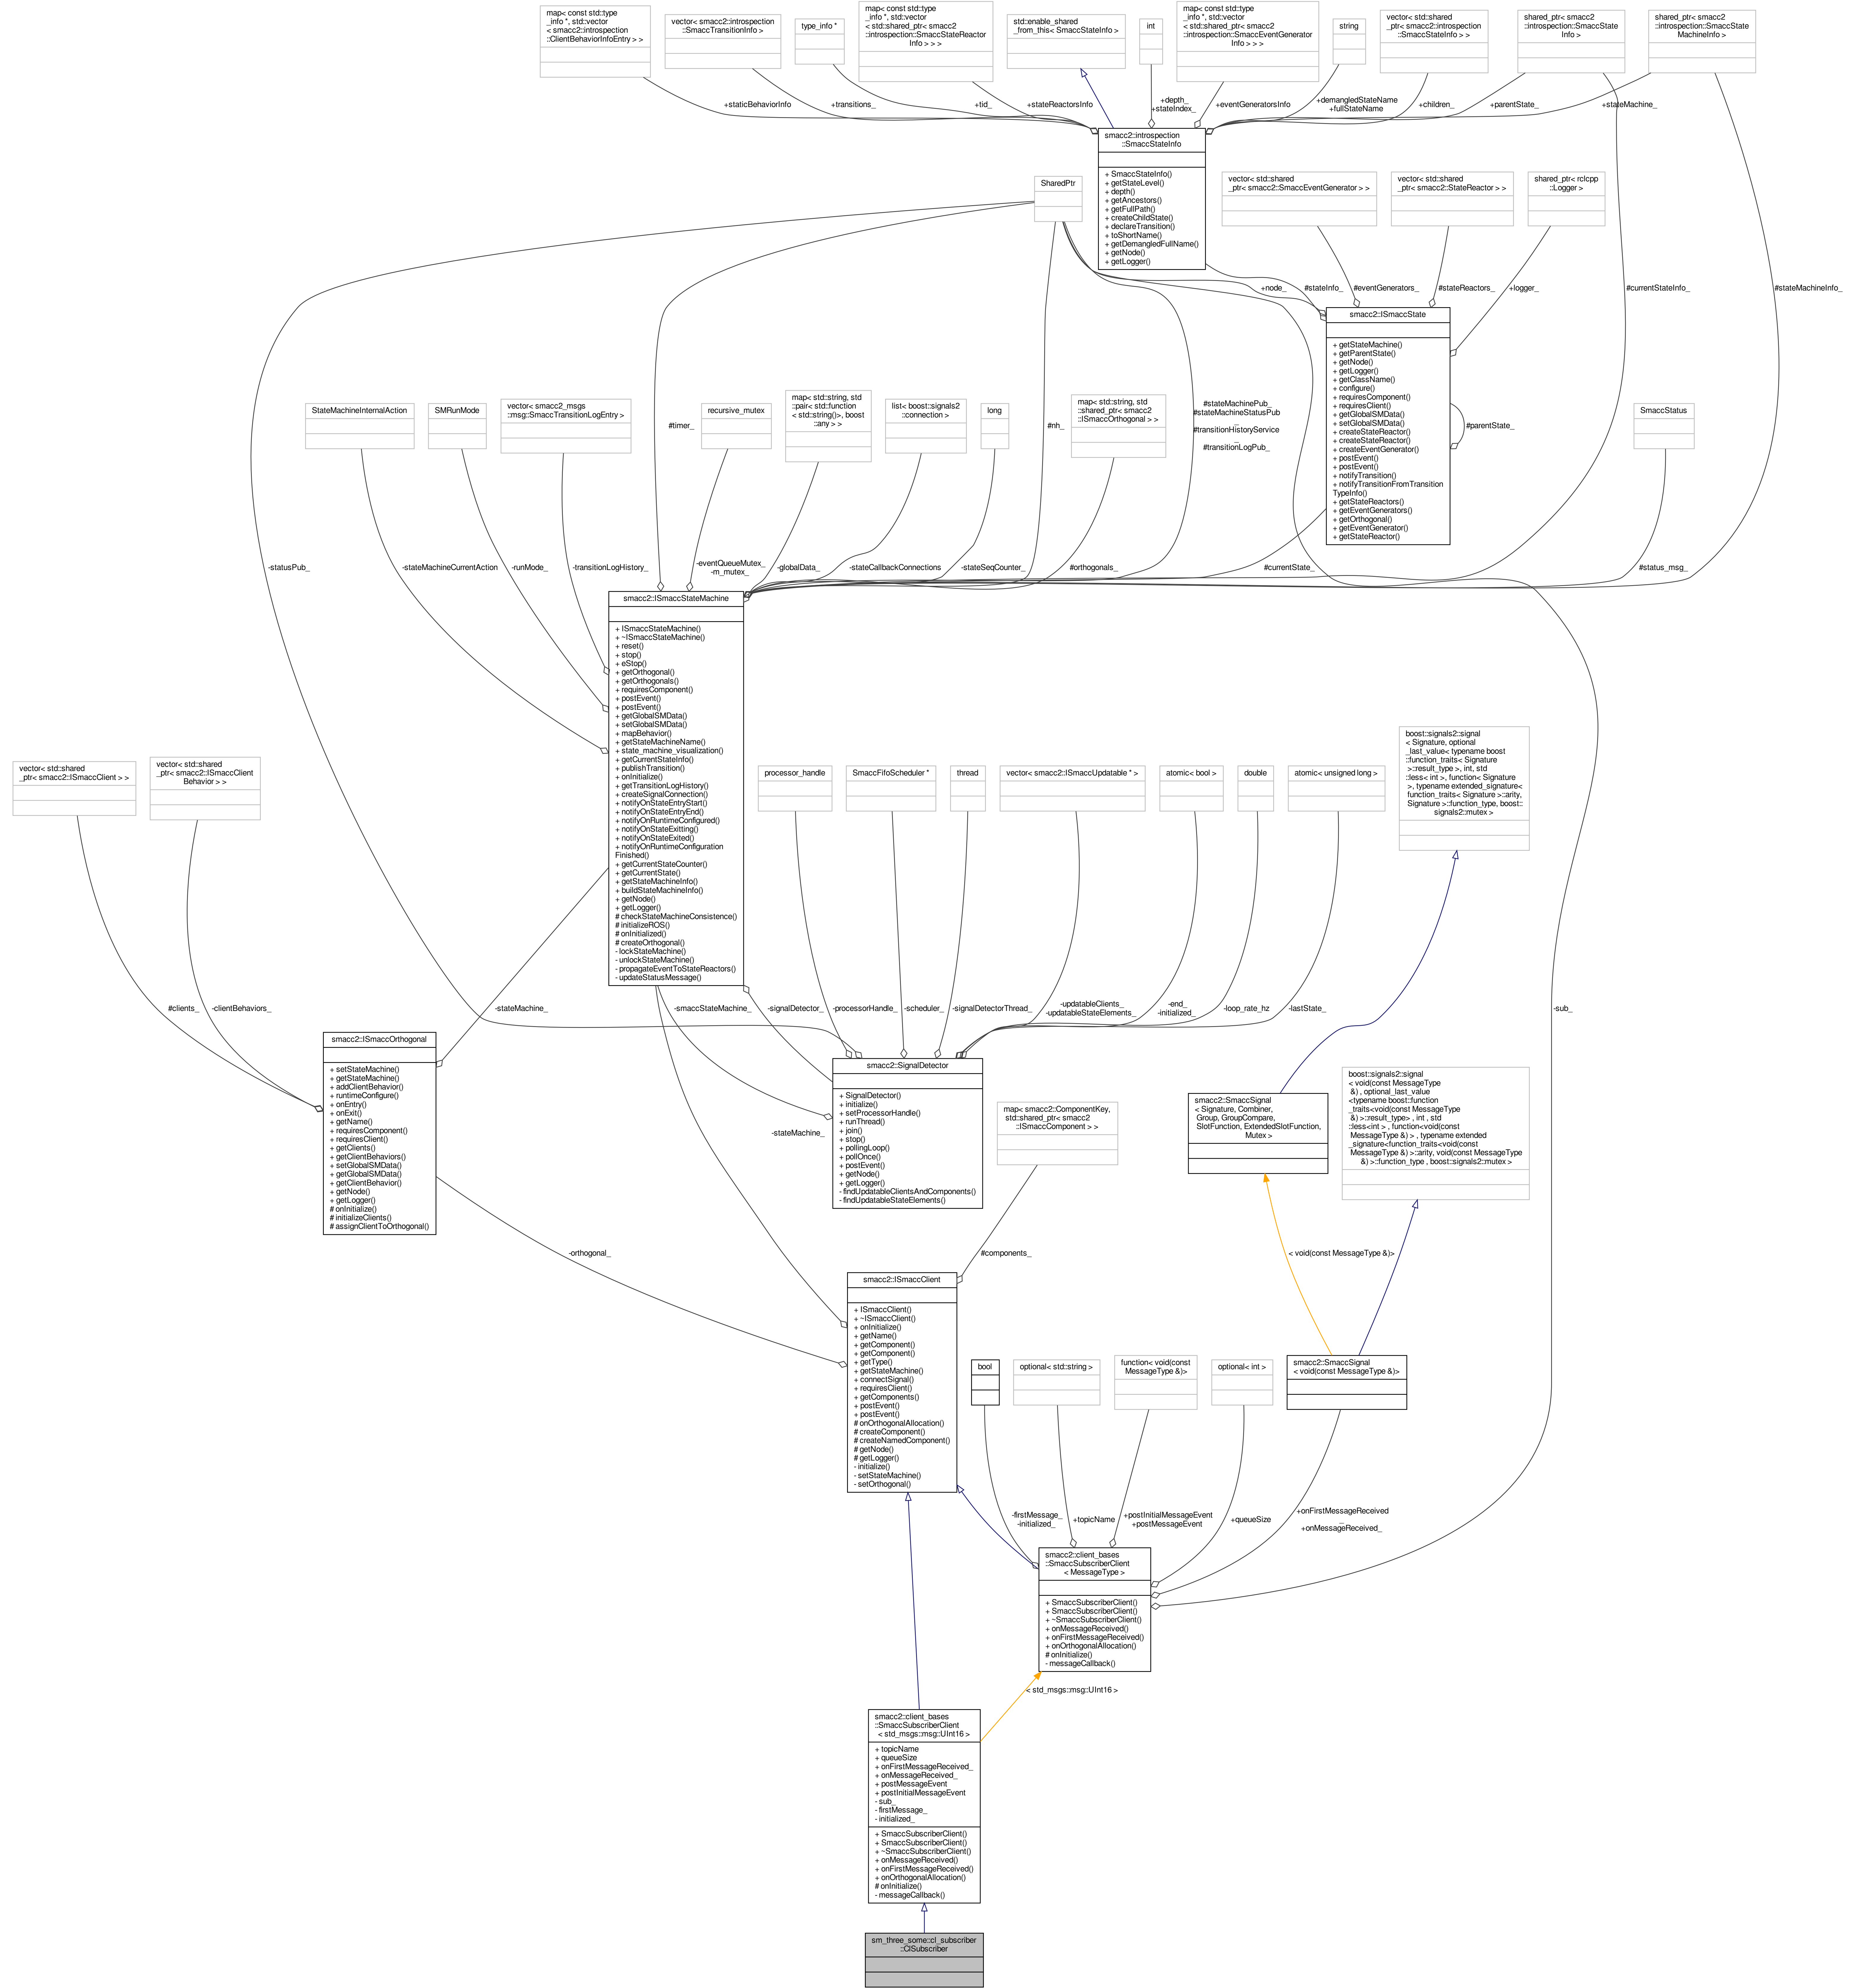 map< const std::type
_info *, std::vector
< smacc2::introspection
::ClientBehaviorInfoEntry > >
vector< smacc2::introspection
::SmaccTransitionInfo >
type_info *
map< const std::type
_info *, std::vector
< std::shared_ptr< smacc2
::introspection::SmaccStateReactor
Info > > >
std::enable_shared
_from_this< SmaccStateInfo >
int
map< const std::type
_info *, std::vector
< std::shared_ptr< smacc2
::introspection::SmaccEventGenerator
Info > > >
string
vector< std::shared
_ptr< smacc2::introspection
::SmaccStateInfo > >
shared_ptr< smacc2
::introspection::SmaccState
Info >
shared_ptr< smacc2
::introspection::SmaccState
MachineInfo >
+staticBehaviorInfo
+transitions_
+tid_
+stateReactorsInfo
+depth_
+stateIndex_
+eventGeneratorsInfo
+demangledStateName
+fullStateName
+children_
+parentState_
+stateMachine_
smacc2::introspection
::SmaccStateInfo
+ SmaccStateInfo()
+ getStateLevel()
+ depth()
+ getAncestors()
+ getFullPath()
+ createChildState()
+ declareTransition()
+ toShortName()
+ getDemangledFullName()
+ getNode()
+ getLogger()
SharedPtr
vector< std::shared
_ptr< smacc2::SmaccEventGenerator > >
vector< std::shared
_ptr< smacc2::StateReactor > >
shared_ptr< rclcpp
::Logger >
+node_
#stateInfo_
#eventGenerators_
#stateReactors_
+logger_
#currentStateInfo_
#stateMachineInfo_
smacc2::ISmaccState
+ getStateMachine()
+ getParentState()
+ getNode()
+ getLogger()
+ getClassName()
+ configure()
+ requiresComponent()
+ requiresClient()
+ getGlobalSMData()
+ setGlobalSMData()
+ createStateReactor()
+ createStateReactor()
+ createEventGenerator()
+ postEvent()
+ postEvent()
+ notifyTransition()
+ notifyTransitionFromTransition
TypeInfo()
+ getStateReactors()
+ getEventGenerators()
+ getOrthogonal()
+ getEventGenerator()
+ getStateReactor()
#parentState_
StateMachineInternalAction
SMRunMode
vector< smacc2_msgs
::msg::SmaccTransitionLogEntry >
#timer_
recursive_mutex
map< std::string, std
::pair< std::function
< std::string()>, boost
::any > >
list< boost::signals2
::connection >
long
#nh_
map< std::string, std
::shared_ptr< smacc2
::ISmaccOrthogonal > >
#stateMachinePub_
#stateMachineStatusPub
_
#transitionHistoryService
_
#transitionLogPub_
SmaccStatus
-statusPub_
-stateMachineCurrentAction
-runMode_
-transitionLogHistory_
-eventQueueMutex_
-m_mutex_
-globalData_
-stateCallbackConnections
-stateSeqCounter_
#orthogonals_
#currentState_
#status_msg_
smacc2::ISmaccStateMachine
+ ISmaccStateMachine()
+ ~ISmaccStateMachine()
+ reset()
+ stop()
+ eStop()
+ getOrthogonal()
+ getOrthogonals()
+ requiresComponent()
+ postEvent()
+ postEvent()
+ getGlobalSMData()
+ setGlobalSMData()
+ mapBehavior()
+ getStateMachineName()
+ state_machine_visualization()
+ getCurrentStateInfo()
+ publishTransition()
+ onInitialize()
+ getTransitionLogHistory()
+ createSignalConnection()
+ notifyOnStateEntryStart()
+ notifyOnStateEntryEnd()
+ notifyOnRuntimeConfigured()
+ notifyOnStateExitting()
+ notifyOnStateExited()
+ notifyOnRuntimeConfiguration
Finished()
+ getCurrentStateCounter()
+ getCurrentState()
+ getStateMachineInfo()
+ buildStateMachineInfo()
+ getNode()
+ getLogger()
# checkStateMachineConsistence()
# initializeROS()
# onInitialized()
# createOrthogonal()
- lockStateMachine()
- unlockStateMachine()
- propagateEventToStateReactors()
- updateStatusMessage()
vector< std::shared
_ptr< smacc2::ISmaccClient > >
vector< std::shared
_ptr< smacc2::ISmaccClient
Behavior > >
processor_handle
SmaccFifoScheduler *
thread
vector< smacc2::ISmaccUpdatable * >
atomic< bool >
double
atomic< unsigned long >
boost::signals2::signal
< Signature, optional
_last_value< typename boost
::function_traits< Signature
>::result_type >, int, std
::less< int >, function< Signature
>, typename extended_signature<
function_traits< Signature >::arity,
Signature >::function_type, boost::
signals2::mutex >
#clients_
-clientBehaviors_
-stateMachine_
-smaccStateMachine_
-signalDetector_
-processorHandle_
-scheduler_
-signalDetectorThread_
-updatableClients_
-updatableStateElements_
-end_
-initialized_
-loop_rate_hz
-lastState_
-sub_
smacc2::ISmaccOrthogonal
+ setStateMachine()
+ getStateMachine()
+ addClientBehavior()
+ runtimeConfigure()
+ onEntry()
+ onExit()
+ getName()
+ requiresComponent()
+ requiresClient()
+ getClients()
+ getClientBehaviors()
+ setGlobalSMData()
+ getGlobalSMData()
+ getClientBehavior()
+ getNode()
+ getLogger()
# onInitialize()
# initializeClients()
# assignClientToOrthogonal()
smacc2::SignalDetector
+ SignalDetector()
+ initialize()
+ setProcessorHandle()
+ runThread()
+ join()
+ stop()
+ pollingLoop()
+ pollOnce()
+ postEvent()
+ getNode()
+ getLogger()
- findUpdatableClientsAndComponents()
- findUpdatableStateElements()
-stateMachine_
map< smacc2::ComponentKey,
std::shared_ptr< smacc2
::ISmaccComponent > >
smacc2::SmaccSignal
< Signature, Combiner,
Group, GroupCompare,
SlotFunction, ExtendedSlotFunction,
Mutex >
boost::signals2::signal
< void(const MessageType
&) , optional_last_value
<typename boost::function
_traits<void(const MessageType
&) >::result_type> , int , std
::less<int > , function<void(const
MessageType &) > , typename extended
_signature<function_traits<void(const
MessageType &) >::arity, void(const MessageType
&) >::function_type , boost::signals2::mutex >
-orthogonal_
#components_
< void(const MessageType &)>
smacc2::ISmaccClient
+ ISmaccClient()
+ ~ISmaccClient()
+ onInitialize()
+ getName()
+ getComponent()
+ getComponent()
+ getType()
+ getStateMachine()
+ connectSignal()
+ requiresClient()
+ getComponents()
+ postEvent()
+ postEvent()
# onOrthogonalAllocation()
# createComponent()
# createNamedComponent()
# getNode()
# getLogger()
- initialize()
- setStateMachine()
- setOrthogonal()
bool
optional< std::string >
function< void(const
MessageType &)>
optional< int >
smacc2::SmaccSignal
< void(const MessageType &)>
-firstMessage_
-initialized_
+topicName
+postInitialMessageEvent
+postMessageEvent
+queueSize
+onFirstMessageReceived
_
+onMessageReceived_
smacc2::client_bases
::SmaccSubscriberClient
< MessageType >
+ SmaccSubscriberClient()
+ SmaccSubscriberClient()
+ ~SmaccSubscriberClient()
+ onMessageReceived()
+ onFirstMessageReceived()
+ onOrthogonalAllocation()
# onInitialize()
- messageCallback()
< std_msgs::msg::UInt16 >
smacc2::client_bases
::SmaccSubscriberClient
< std_msgs::msg::UInt16 >
+ topicName
+ queueSize
+ onFirstMessageReceived_
+ onMessageReceived_
+ postMessageEvent
+ postInitialMessageEvent
- sub_
- firstMessage_
- initialized_
+ SmaccSubscriberClient()
+ SmaccSubscriberClient()
+ ~SmaccSubscriberClient()
+ onMessageReceived()
+ onFirstMessageReceived()
+ onOrthogonalAllocation()
# onInitialize()
- messageCallback()
sm_three_some::cl_subscriber
::ClSubscriber